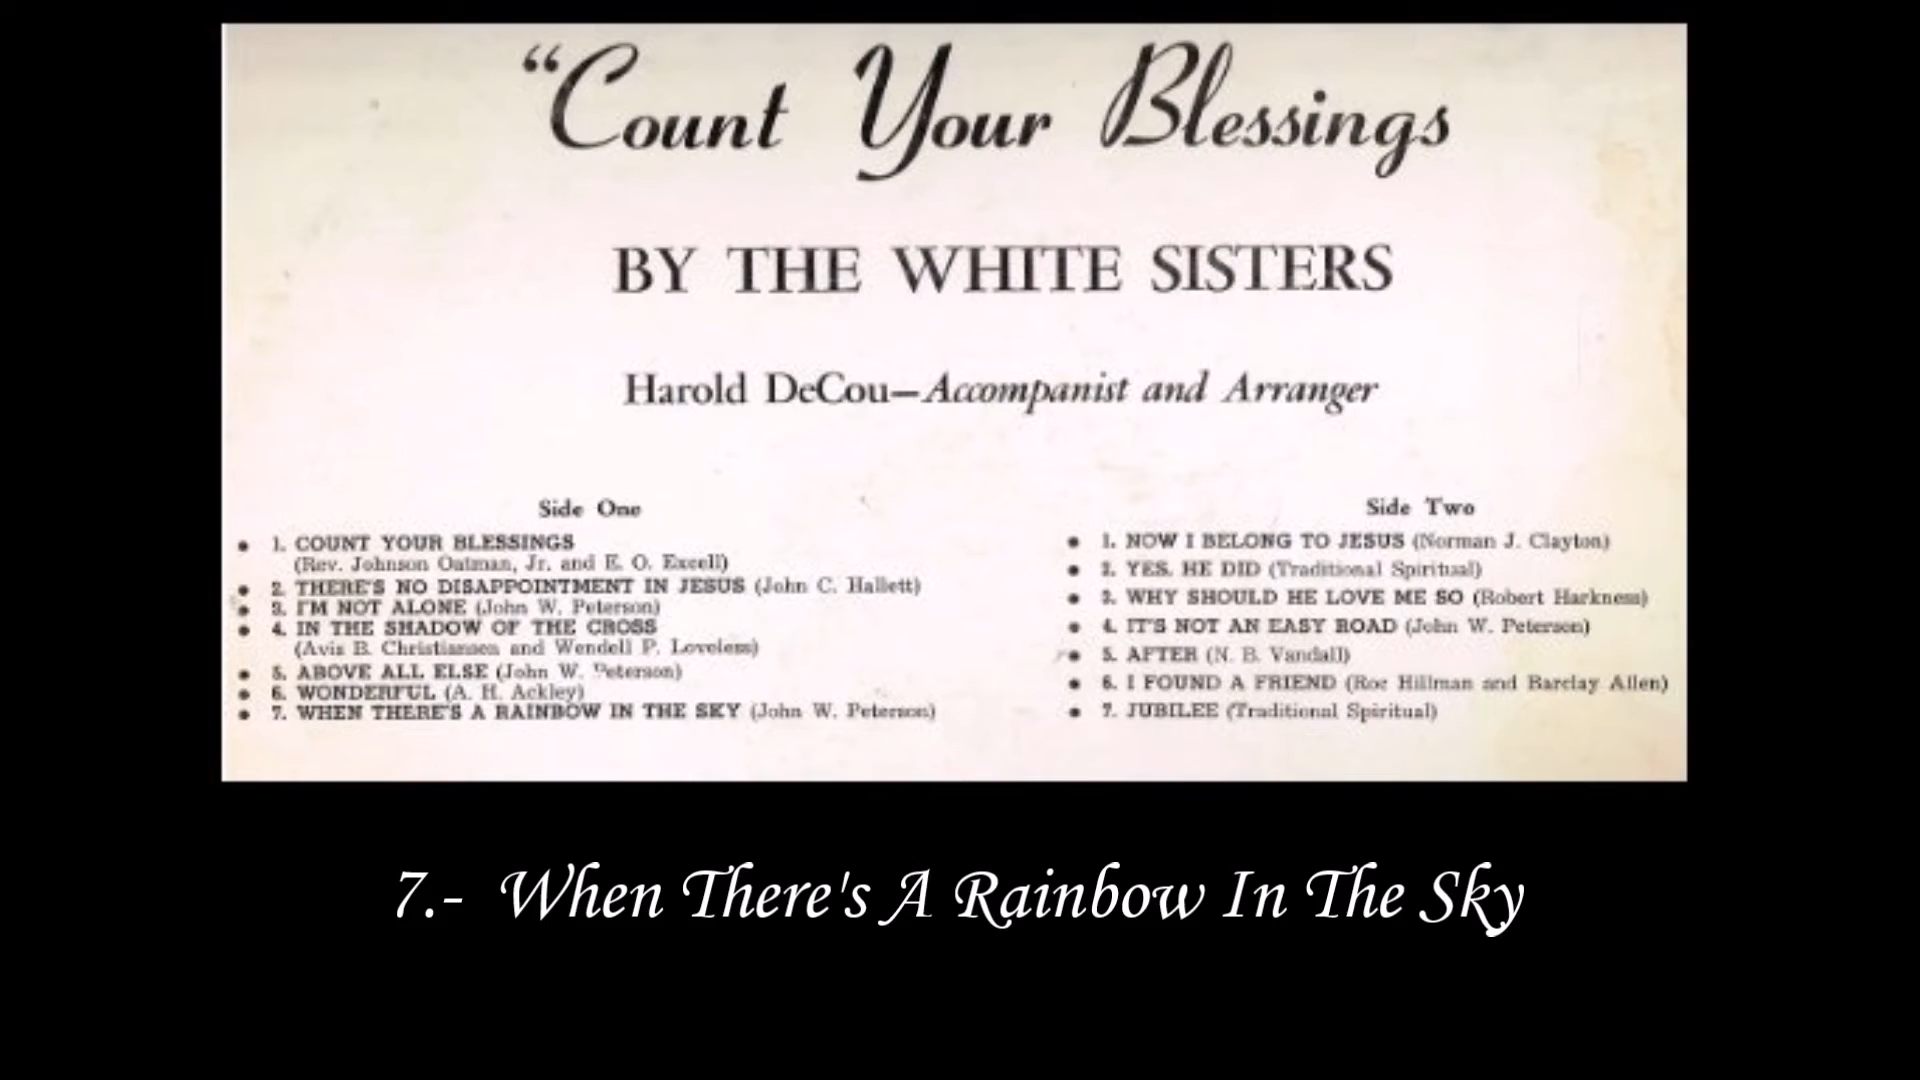 “Count Your Blessings
BY THE WHITE SISTERS
Harold DeCou—Accompanist and Arranger
Side One
• 1. COUNT YOUR BLESSINGS
(Rev. Johnson Oatman, Jr. and E. O. Excell)
• 2. THERE'S NO DISAPPOINTMENT IN JESUS (John C. Hallett)
• 3. I'M NOT ALONE (John W. Peterson)
• 4. IN THE SHADOW OF THE CROSS
(Avis B. Christiansen and Wendell P. Loveless)
• 5. ABOVE ALL ELSE (John W. Peterson)
• 6. WONDERFUL (A. H. Ackley)
• 7. WHEN THERE'S A RAINBOW IN THE SKY (John W. Peterson)
Side Two
• 1. NOW I BELONG TO JESUS (Norman J. Clayton)
• 2. YES, HE DID (Traditional Spiritual)
• 3. WHY SHOULD HE LOVE ME SO (Robert Harkness)
• 4. IT'S NOT AN EASY ROAD (John W. Peterson)
• 5. AFTER (N. B. Vandall)
• 6. I FOUND A FRIEND (Roc Hillman and Barclay Allen)
• 7. JUBILEE (Traditional Spiritual)
7.- When There's A Rainbow In The Sky